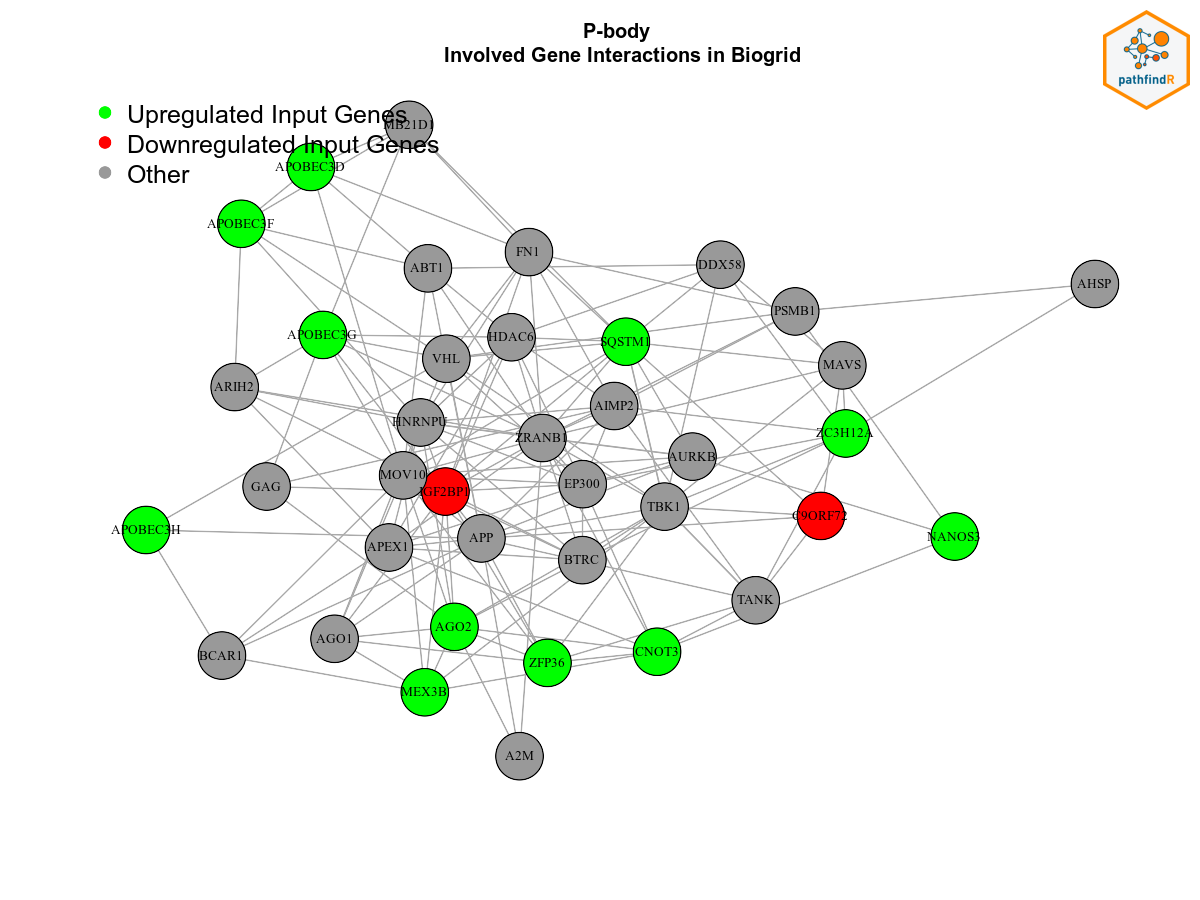 P-body
Involved Gene Interactions in Biogrid
pathfindR
Upregulated Input Genes
Downregulated Input Genes
Other
MB21D1
APOBEC3D
APOBEC3F
FN1
ABT1
DDX58
AHSP
PSMB1
APOBEC3G
HDAC6
SQSTM1
VHL
MAVS
ARIH2
AIMP2
HNRNPU
ZRANB1
ZC3H12A
AURKB
MOV10
GAG
IGF2BP1
EP300
TBK1
C9ORF72
APOBEC3H
APP
NANOS3
APEX1
BTRC
TANK
AGO2
AGO1
BCAR1
CNOT3
ZFP36
MEX3B
A2M